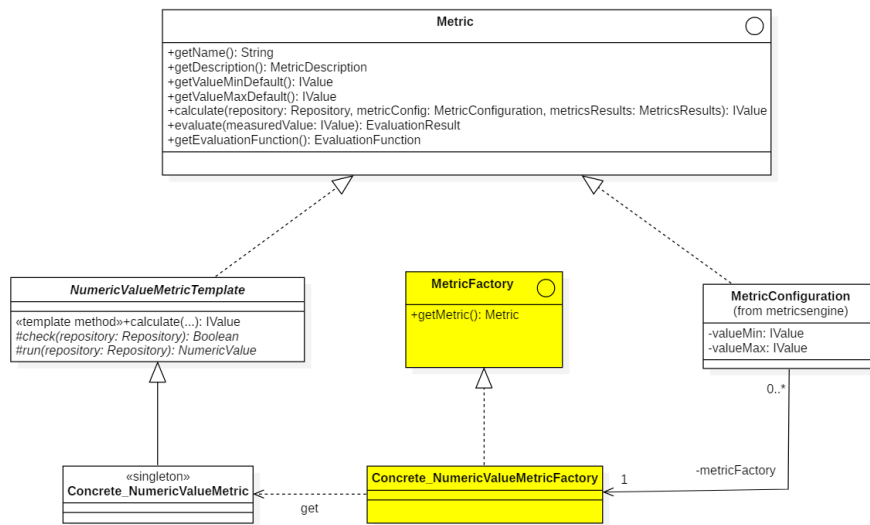 Metric
+getName(): String
+getDescription(): MetricDescription
+getValueMinDefault(): IValue
+getValueMaxDefault(): IValue
+calculate(repository: Repository, metricConfig: MetricConfiguration, metricsResults: MetricsResults): IValue
+evaluate(measuredValue: IValue): EvaluationResult
+getEvaluationFunction(): EvaluationFunction
NumericValueMetricTemplate
«template method»+calculate(...): IValue
#check(repository: Repository): Boolean
#run(repository: Repository): NumericValue
MetricFactory
+getMetric(): Metric
MetricConfiguration
(from metricsengine)
-valueMin: IValue
-valueMax: IValue
0..*
-metricFactory
1
«singleton»
Concrete_NumericValueMetric
get
Concrete_NumericValueMetricFactory